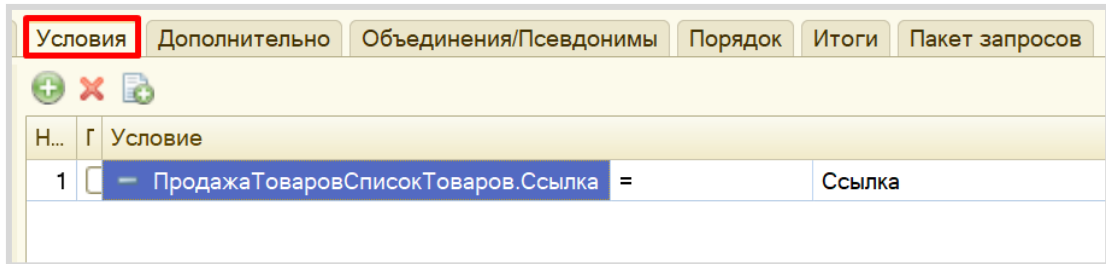 Условия Дополнительно Объединения/Псевдонимы Порядок Итоги Пакет запросов
Н... П Условие
1 ПродажаТоваровСписокТоваров.Ссылка = Ссылка